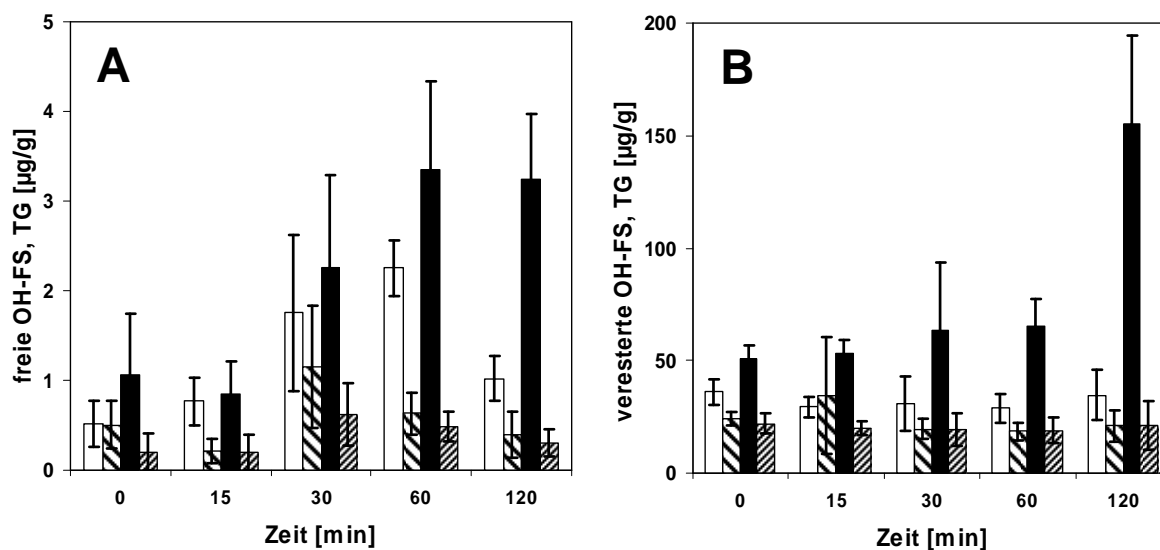 A
freie OH-FS, TG [µg/g]
5
4
3
2
1
0
0 15 30 60 120
Zeit [min]
B
veresterte OH-FS, TG [µg/g]
200
150
100
50
0
0 15 30 60 120
Zeit [min]